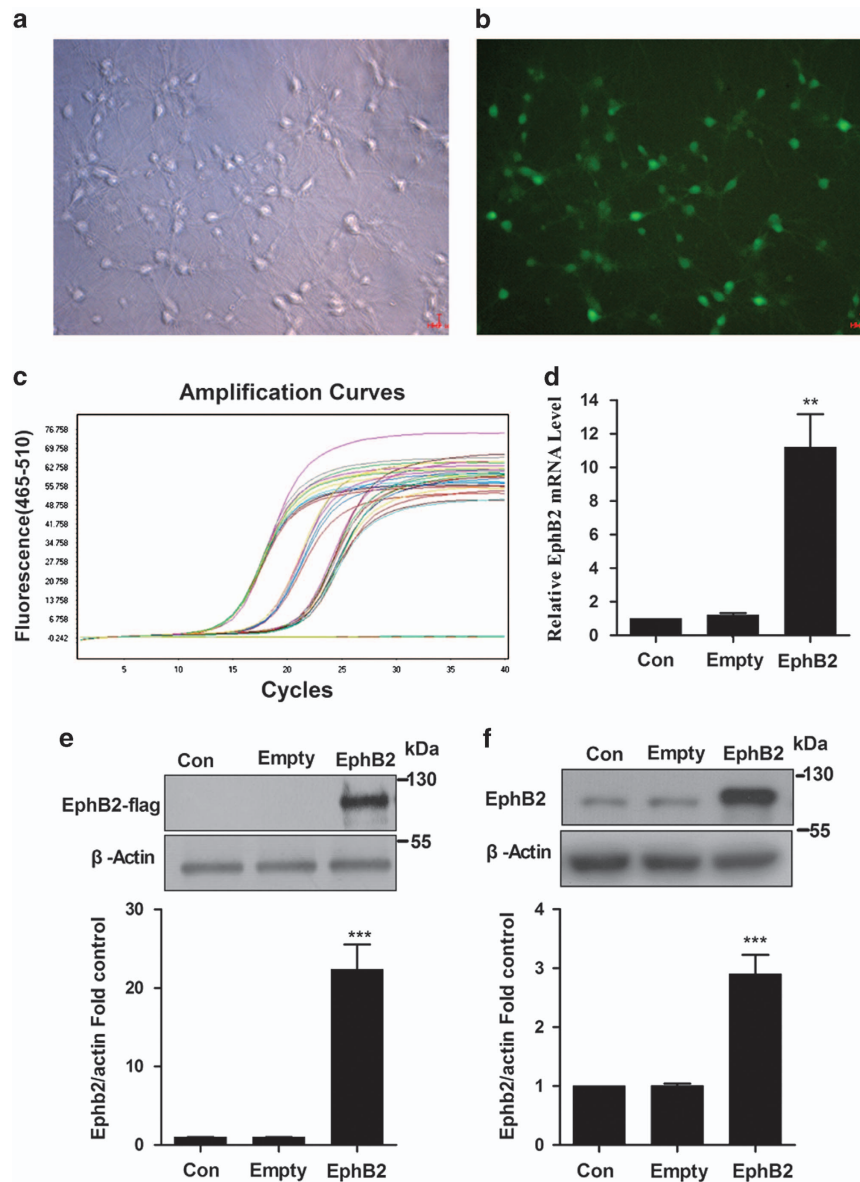 a
b
c
Amplification Curves
Fluorescence(465-510)
76.758
69.758
62.758
55.758
48.758
41.758
34.758
27.758
20.758
13.758
6.758
-0.242
5
10
15
20
25
30
35
40
Cycles
d
Relative EphB2 mRNA Level
14
12
10
8
6
4
2
0
**
Con
Empty
EphB2
e
Con
Empty
EphB2
kDa
EphB2-flag
130
β -Actin
55
Ephb2/actin Fold control
30
20
10
0
***
Con
Empty
EphB2
f
Con
Empty
EphB2
kDa
EphB2
130
β -Actin
55
Ephb2/actin Fold control
4
3
2
1
0
***
Con
Empty
EphB2